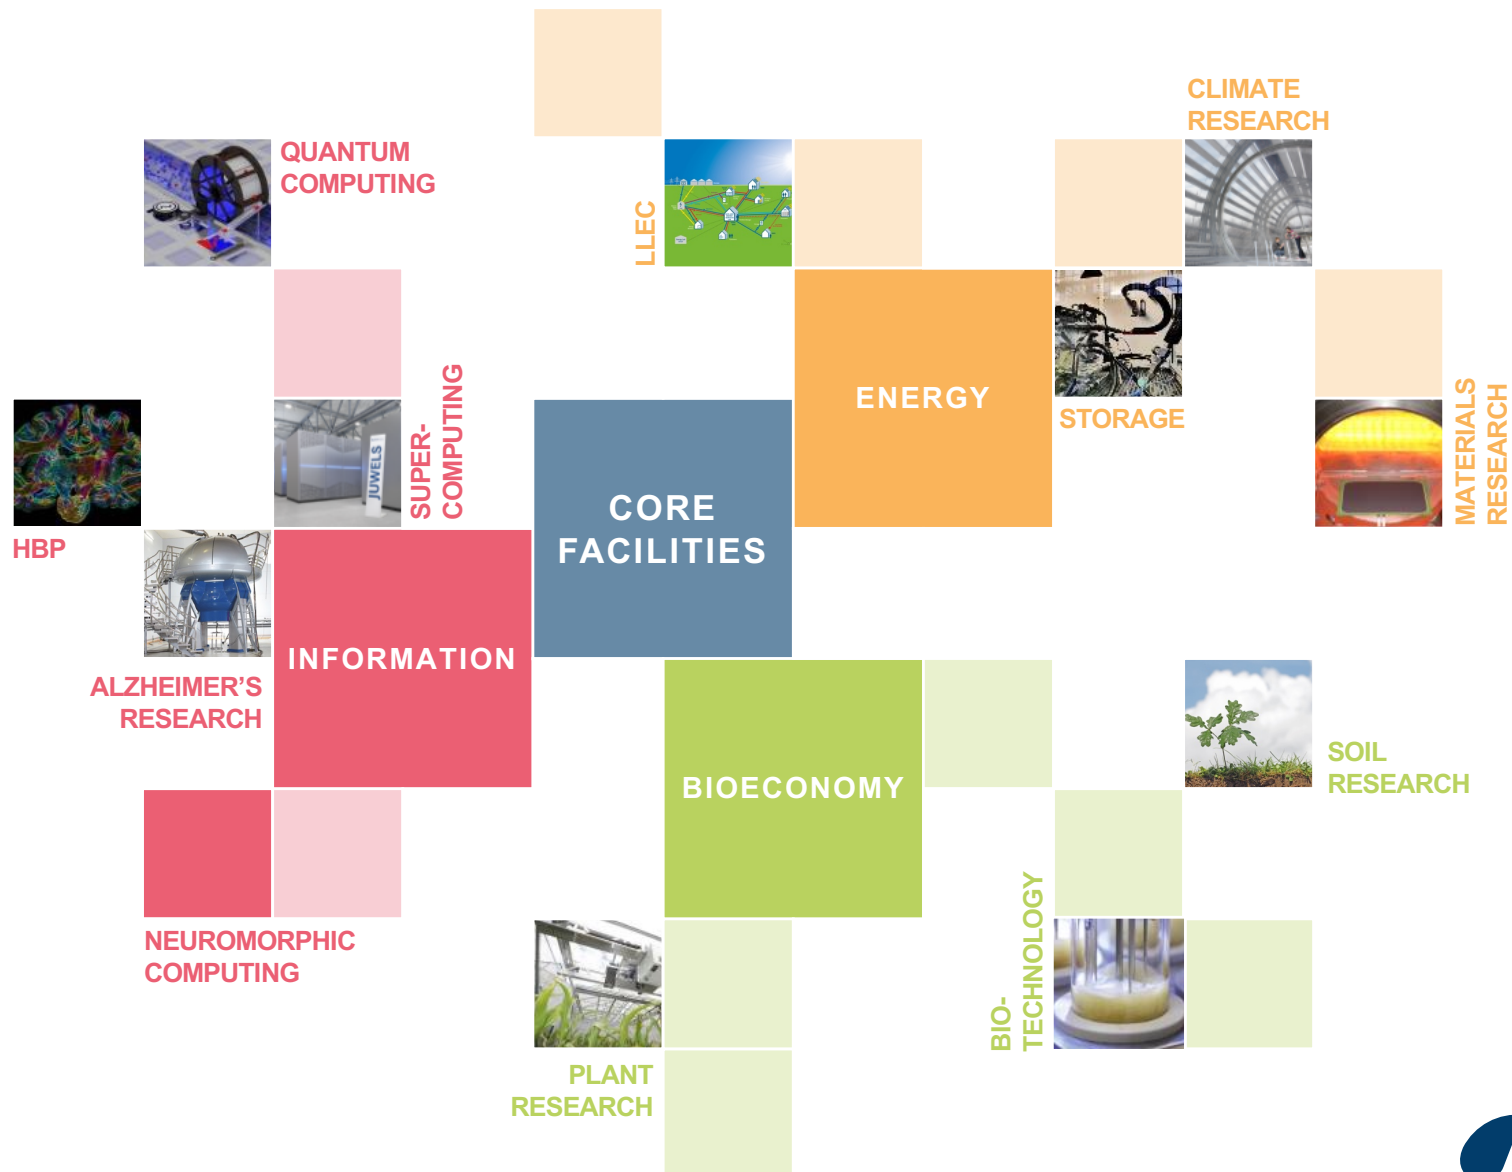 CLIMATE
RESEARCH
QUANTUM
COMPUTING
LLEC
ENERGY
STORAGE
MATERIALS
RESEARCH
SUPER-
COMPUTING
JUWELS
HBP
CORE
FACILITIES
INFORMATION
ALZHEIMER’S
RESEARCH
BIOECONOMY
SOIL
RESEARCH
NEUROMORPHIC
COMPUTING
BIO-
TECHNOLOGY
PLANT
RESEARCH